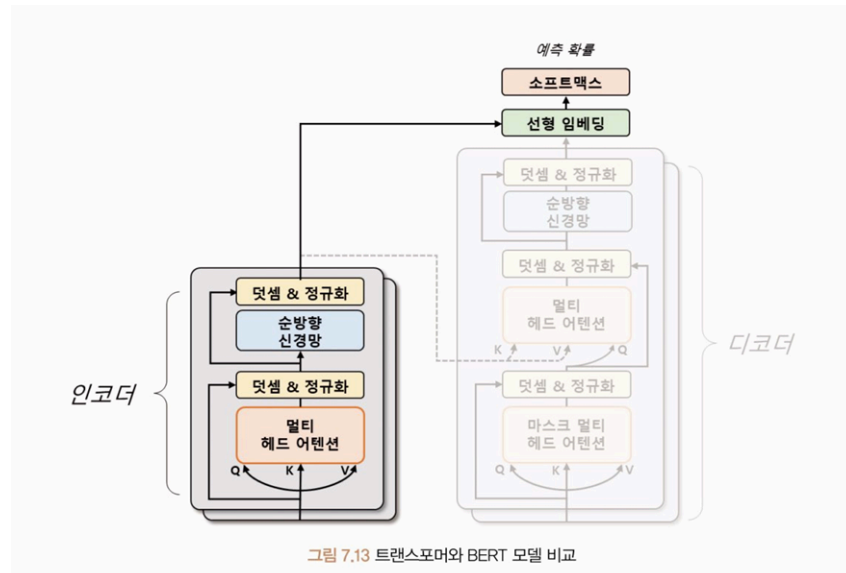 예측 확률
소프트맥스
선형 임베딩
덧셈 & 정규화
순방향
신경망
덧셈 & 정규화
멀티
헤드 어텐션
K
V
Q
덧셈 & 정규화
마스크 멀티
헤드 어텐션
Q
K
V
디코더
덧셈 & 정규화
순방향
신경망
덧셈 & 정규화
멀티
헤드 어텐션
Q
K
V
인코더
그림 7.13 트랜스포머와 BERT 모델 비교